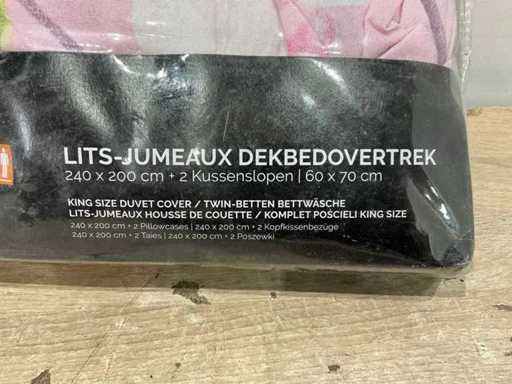 LITS-JUMEAUX DEKBEDOVERTREK
240 x 200 cm + 2 Kussenslopen | 60 x 70 cm
KING SIZE DUVET COVER / TWIN-BETTEN BETTWÄSCHE
LITS-JUMEAUX HOUSSE DE COUETTE / KOMPLET POŚCIELI KING SIZE
240 x 200 cm + 2 Pillowcases | 240 x 200 cm + 2 Kopfkissenbezüge
240 x 200 cm + 2 Taies | 240 x 200 cm + 2 Poszewki